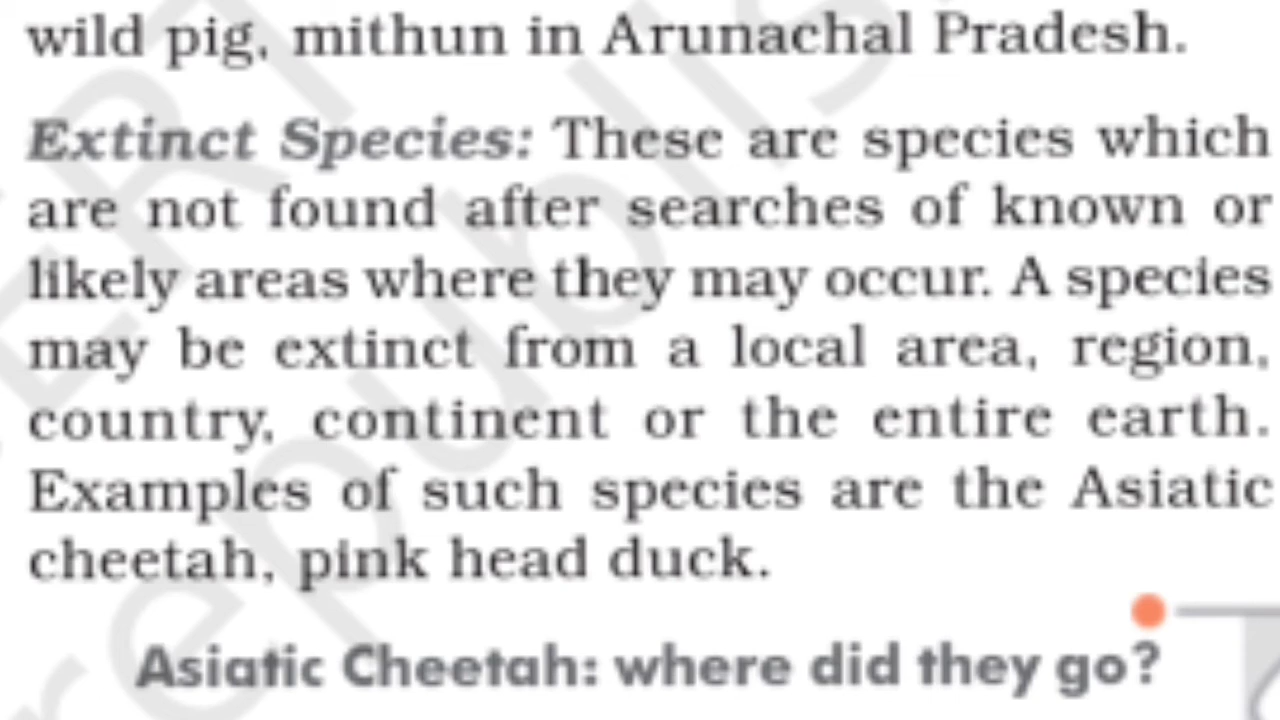 wild pig, mithun in Arunachal Pradesh.
Extinct Species: These are species which
are not found after searches of known or
likely areas where they may occur. A species
may be extinct from a local area, region,
country, continent or the entire earth.
Examples of such species are the Asiatic
cheetah, pink head duck.
Asiatic Cheetah: where did they go?